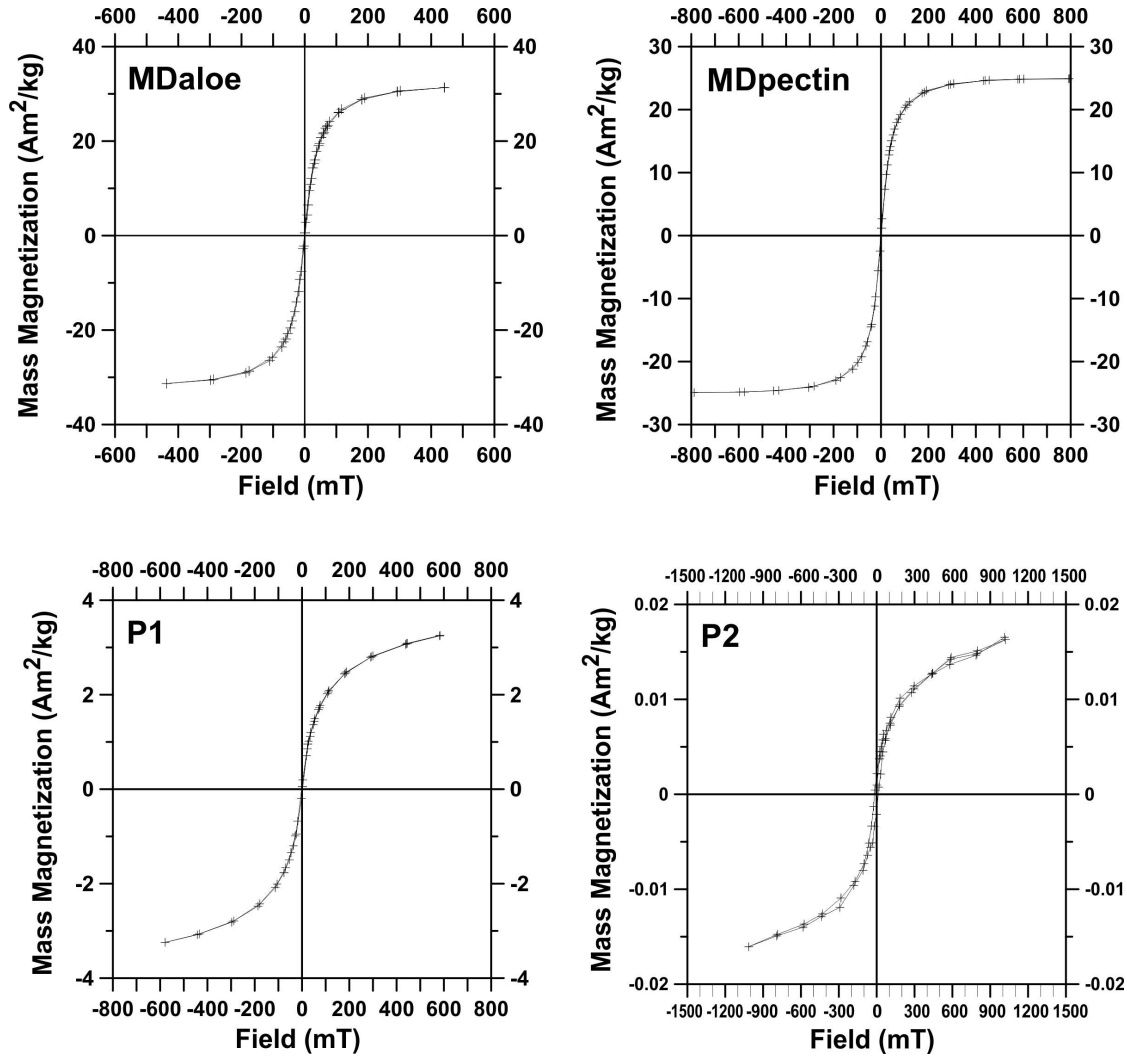 -600 -400 -200 0 200 400 600
40 40
MDaloe
20 20
0 0
-20 -20
-40 -40
-600 -400 -200 0 200 400 600
Field (mT)
Mass Magnetization (Am²/kg)
-800 -600 -400 -200 0 200 400 600 800
30 30
MDpectin
20 20
10 10
0 0
-10 -10
-20 -20
-30 -30
-800 -600 -400 -200 0 200 400 600 800
Field (mT)
Mass Magnetization (Am²/kg)
-800 -600 -400 -200 0 200 400 600 800
4 4
P1
2 2
0 0
-2 -2
-4 -4
-800 -600 -400 -200 0 200 400 600 800
Field (mT)
Mass Magnetization (Am²/kg)
-1500 -1200 -900 -600 -300 0 300 600 900 1200 1500
0.02 0.02
P2
0.01 0.01
0 0
-0.01 -0.01
-0.02 -0.02
-1500 -1200 -900 -600 -300 0 300 600 900 1200 1500
Field (mT)
Mass Magnetization (Am²/kg)